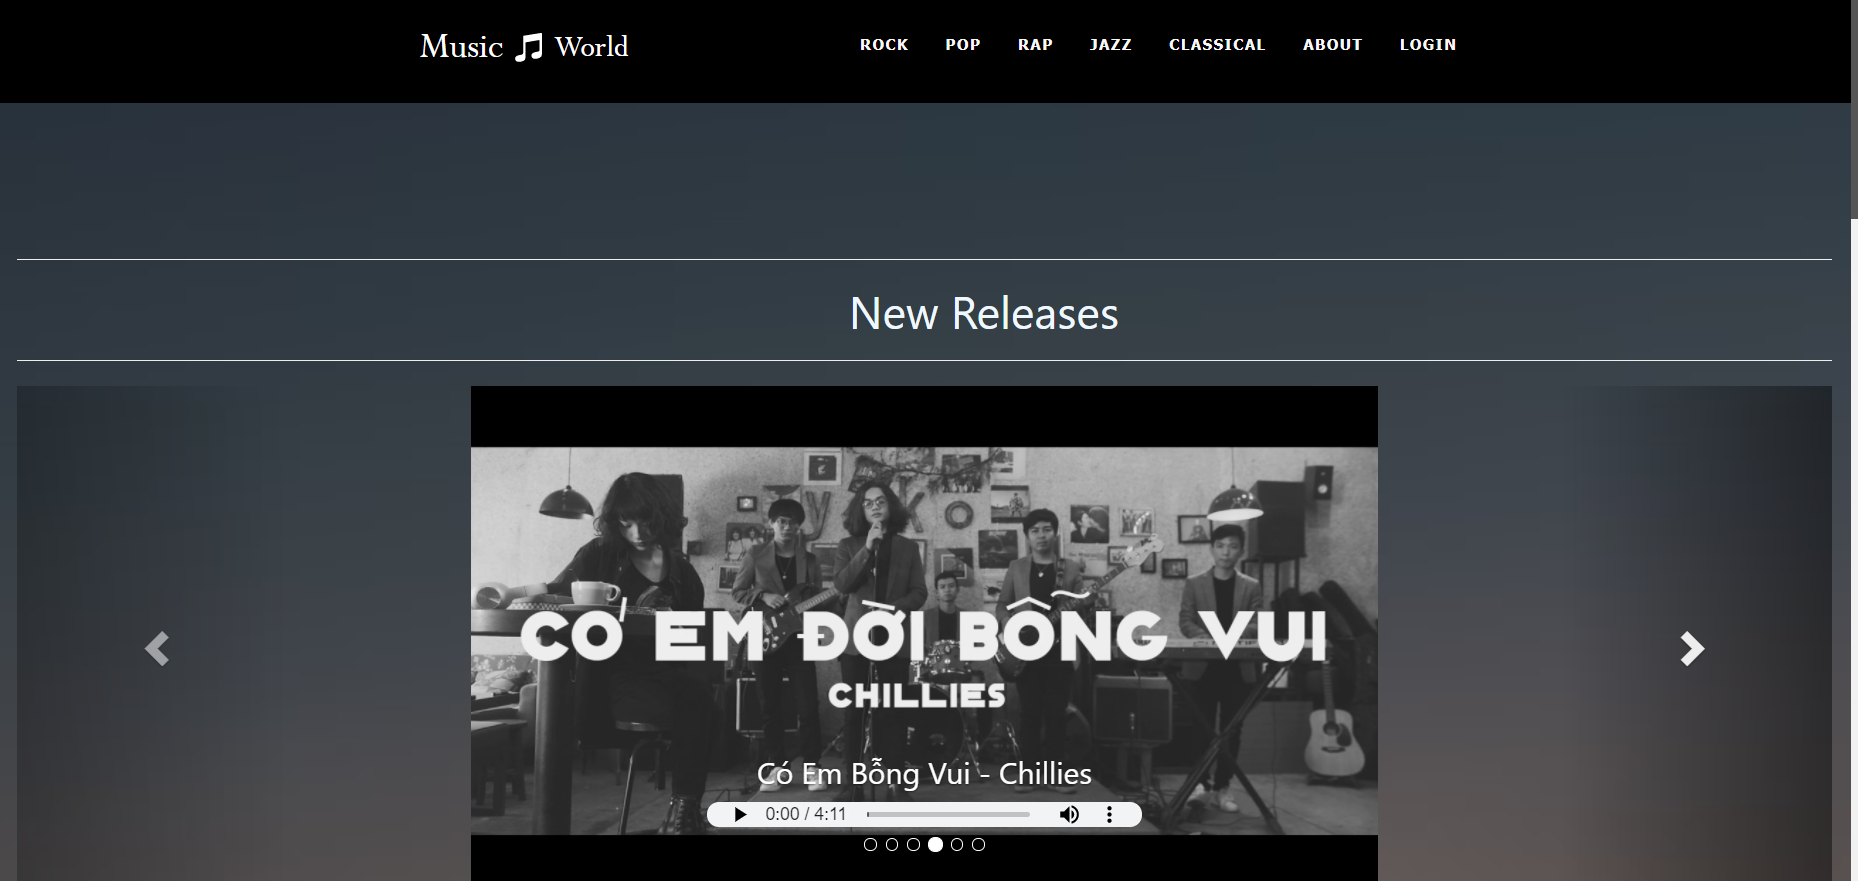 Music World
ROCK POP RAP JAZZ CLASSICAL ABOUT LOGIN
New Releases
y K O
CÓ EM ĐỜI BỖNG VUI
CHILLIES
Có Em Bỗng Vui - Chillies
0:00 / 4:11